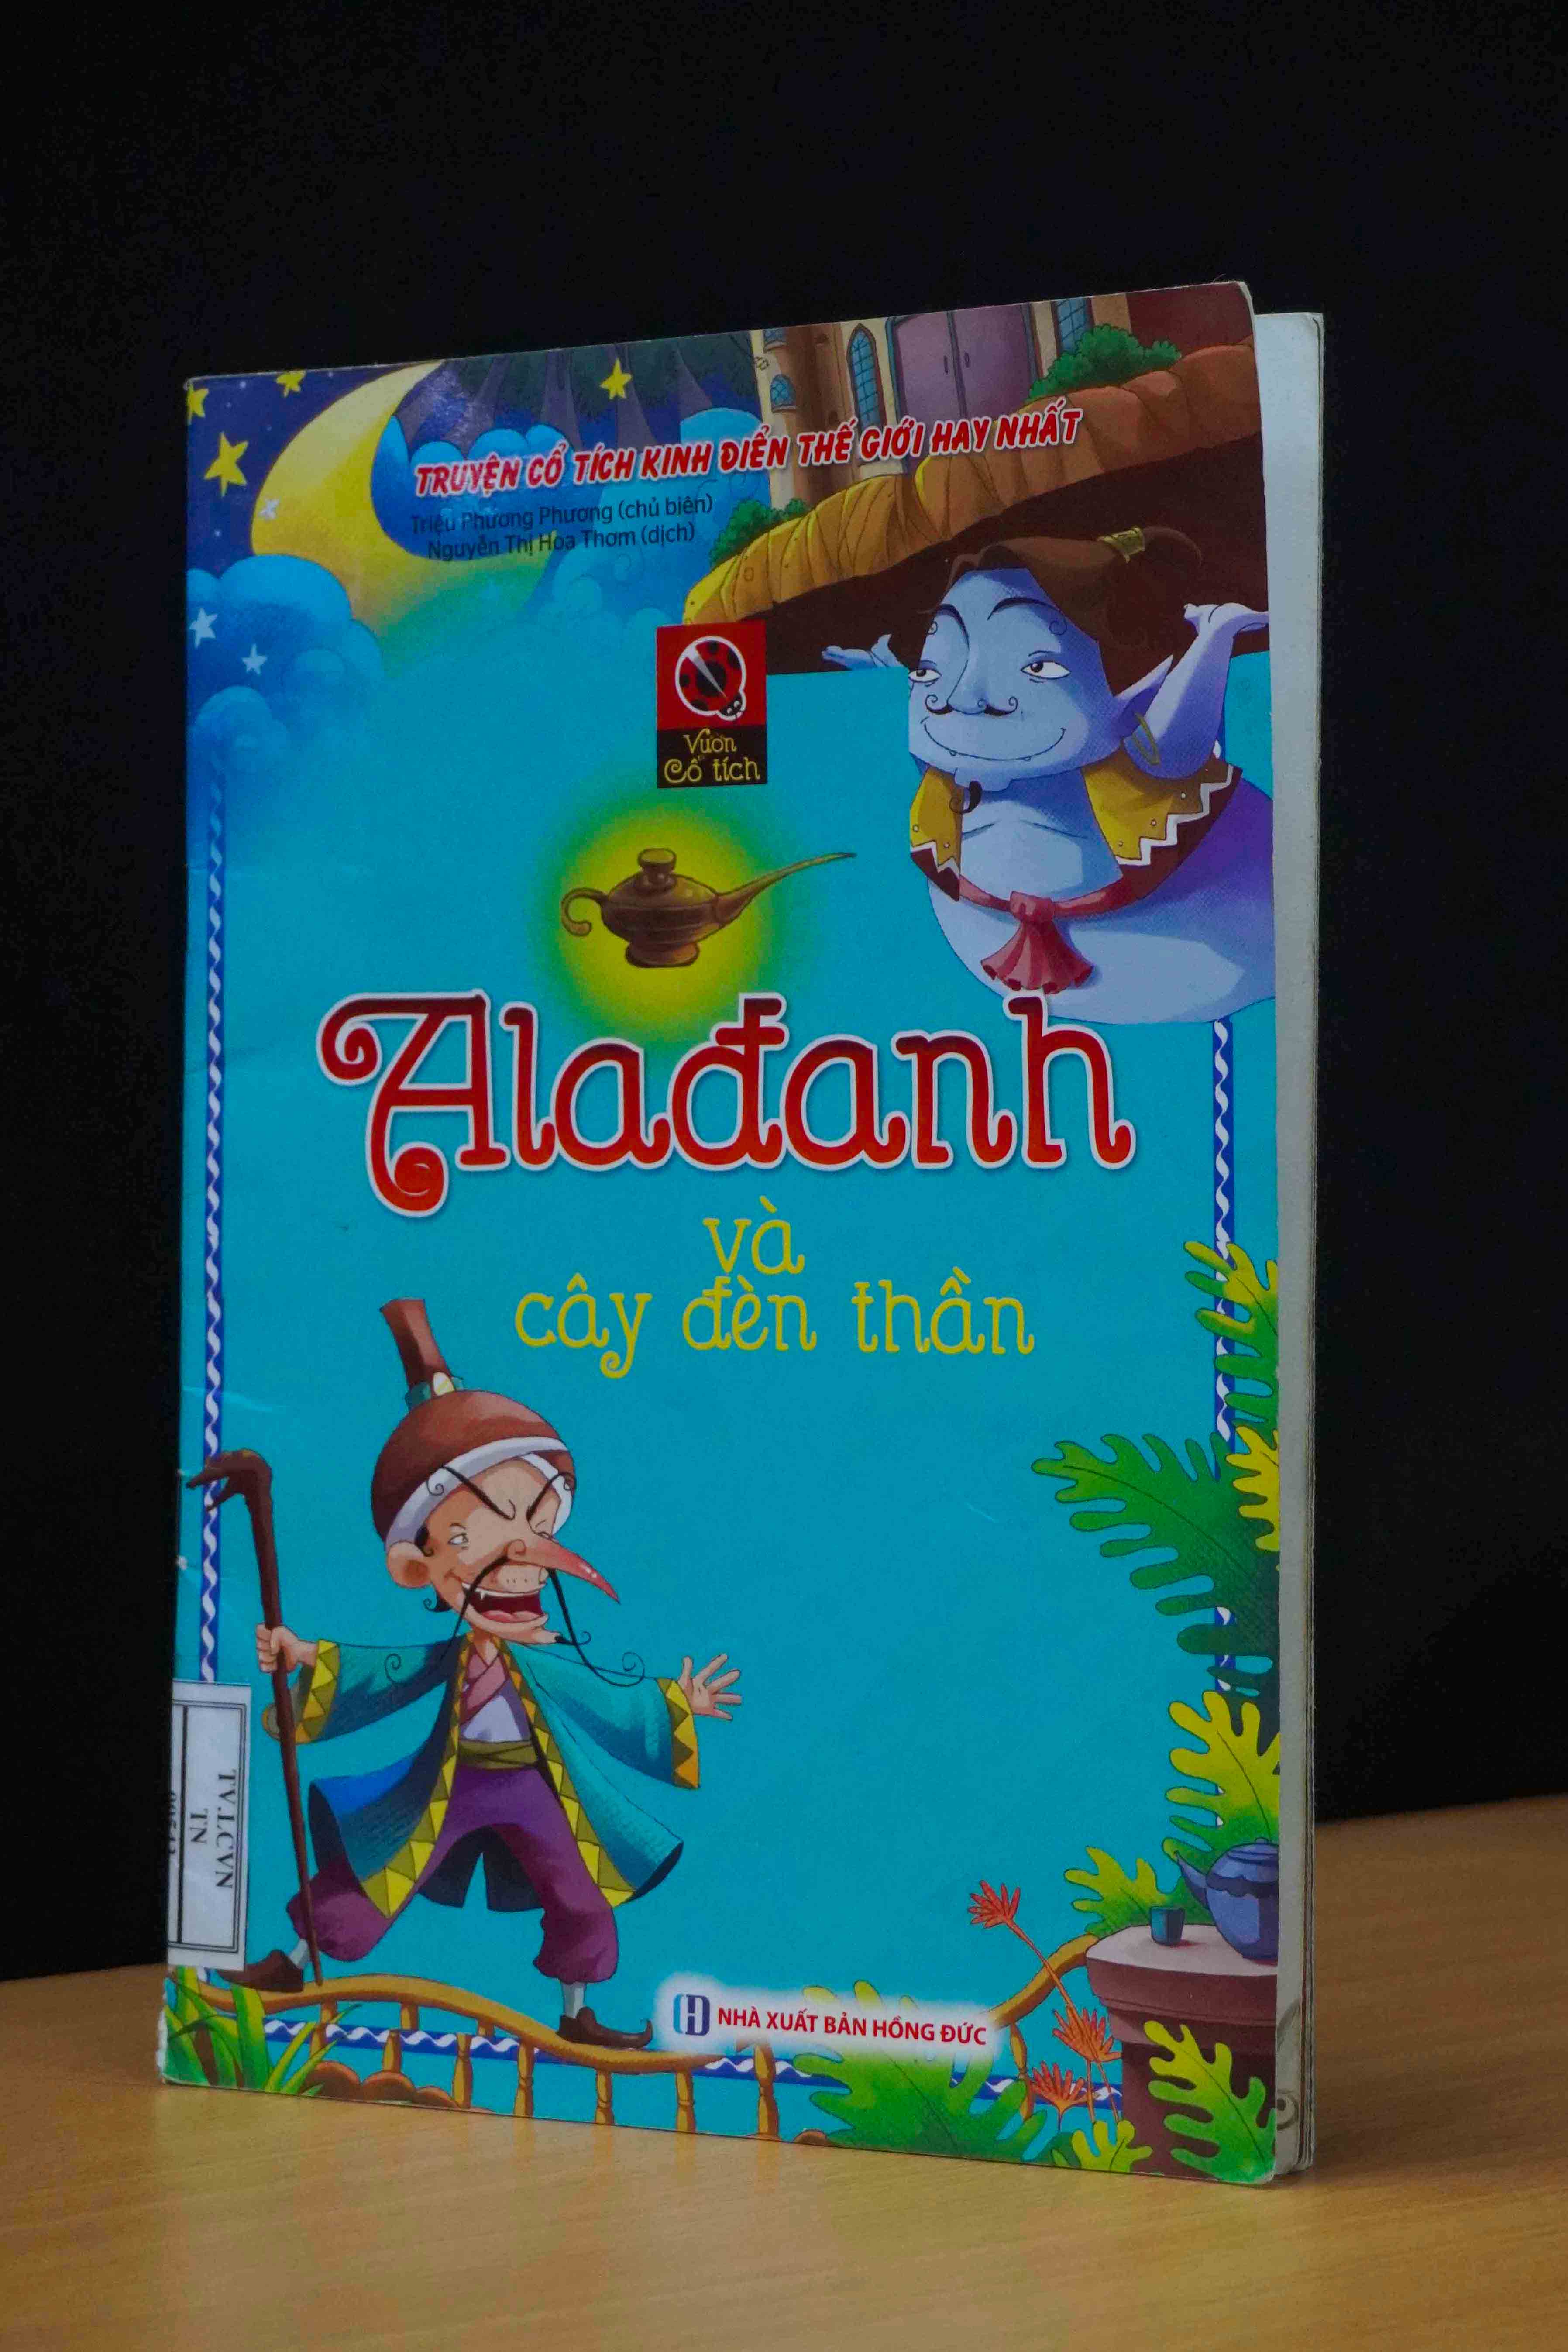 TRUYỆN CỔ TÍCH KINH ĐIỂN THẾ GIỚI HAY NHẤT
Triệu Phương Phương (chủ biên)
Nguyễn Thị Hoa Thơm (dịch)
Vườn
Cổ tích
Alađanh
và
cây đèn thần
TV.LCVN
TN
NHÀ XUẤT BẢN HỒNG ĐỨC